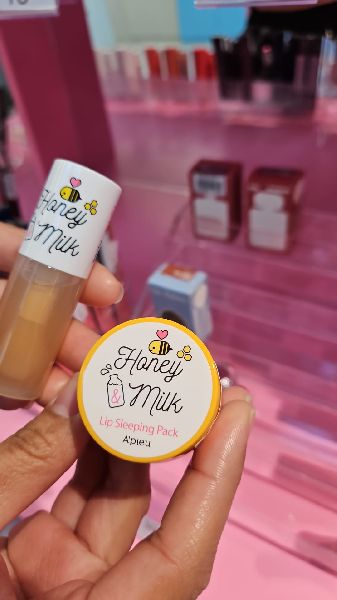 Honey
Milk
Honey
& Milk
Lip Sleeping Pack
A'pieu